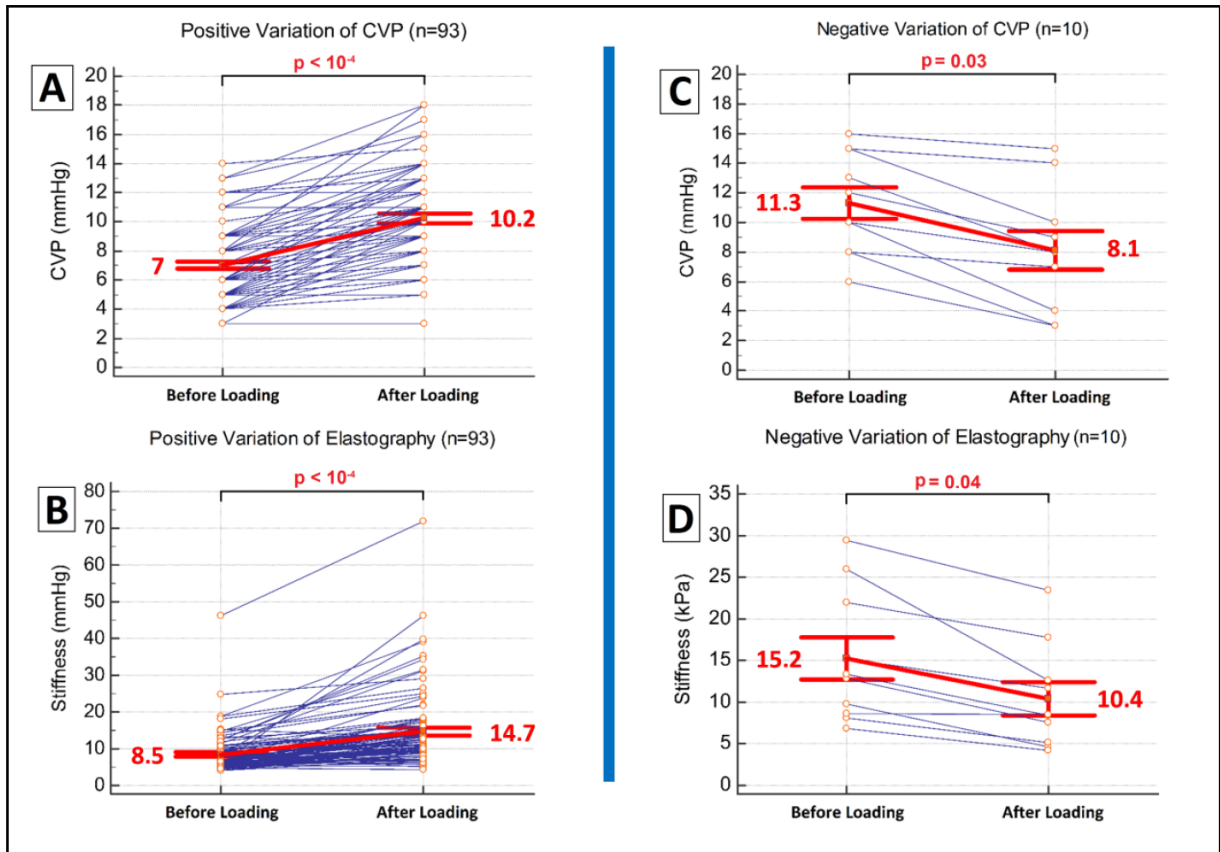 Positive Variation of CVP (n=93)
p < 10⁻⁴
A
CVP (mmHg)
20
18
16
14
12
10
8
6
4
2
0
7
10.2
Before Loading
After Loading
Positive Variation of Elastography (n=93)
p < 10⁻⁴
B
Stiffness (mmHg)
80
70
60
50
40
30
20
10
0
8.5
14.7
Before Loading
After Loading
Negative Variation of CVP (n=10)
p = 0.03
C
CVP (mmHg)
20
18
16
14
12
10
8
6
4
2
0
11.3
8.1
Before Loading
After Loading
Negative Variation of Elastography (n=10)
p = 0.04
D
Stiffness (kPa)
35
30
25
20
15
10
5
0
15.2
10.4
Before Loading
After Loading